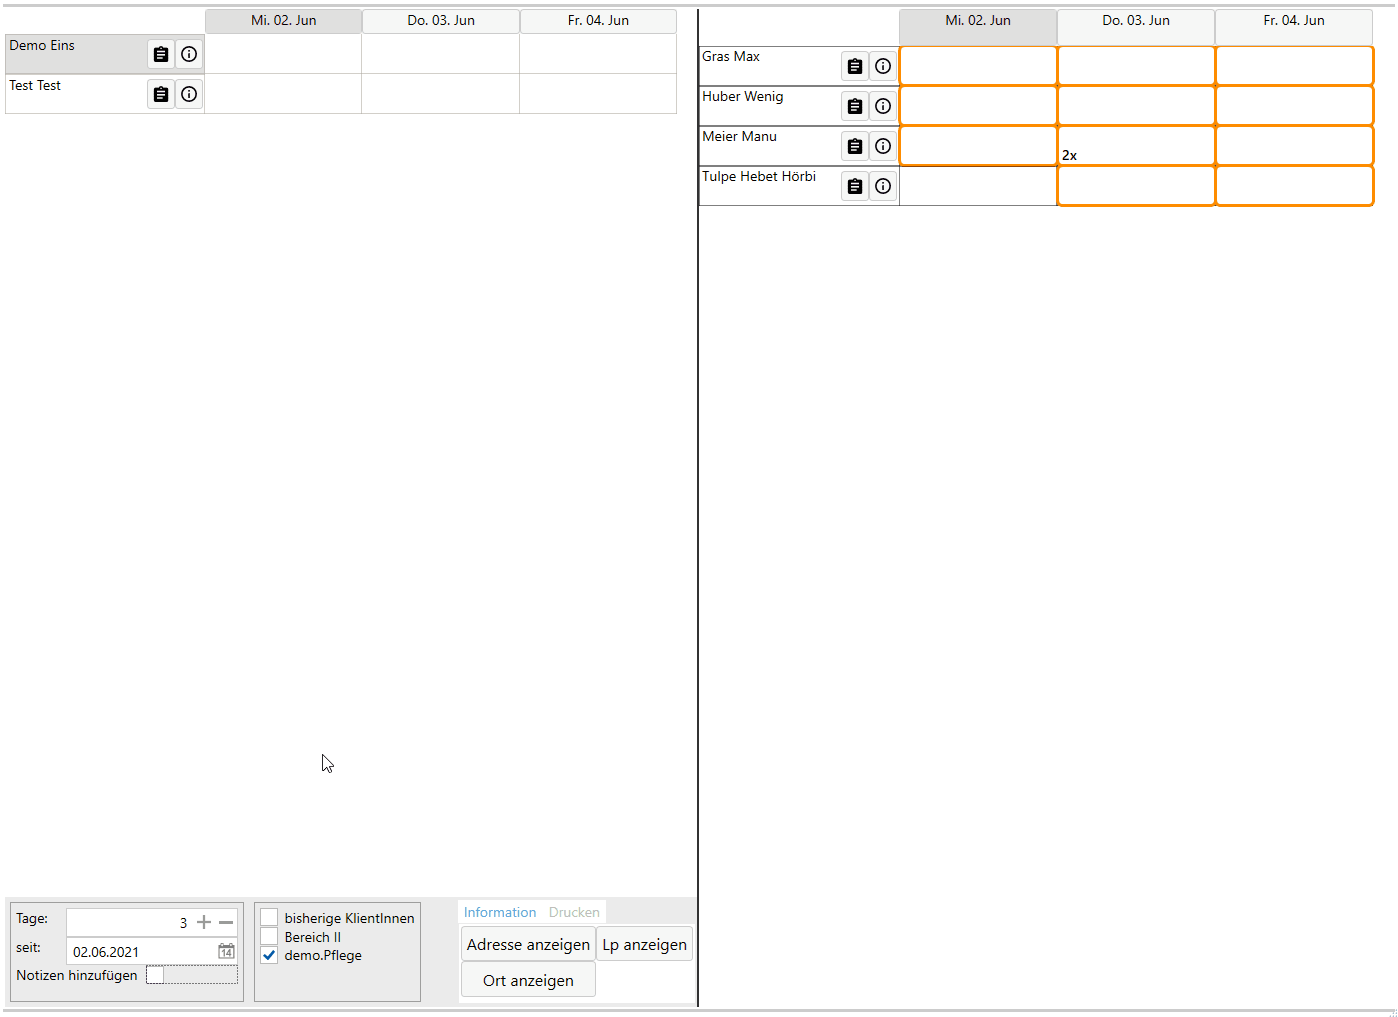 Mi. 02. Jun Do. 03. Jun Fr. 04. Jun
Demo Eins
Test Test
Mi. 02. Jun Do. 03. Jun Fr. 04. Jun
Gras Max
Huber Wenig
Meier Manu
2x
Tulpe Hebet Hörbi
Tage: 3
seit: 02.06.2021 14
Notizen hinzufügen
bisherige KlientInnen
Bereich II
demo.Pflege
Information Drucken
Adresse anzeigen Lp anzeigen
Ort anzeigen